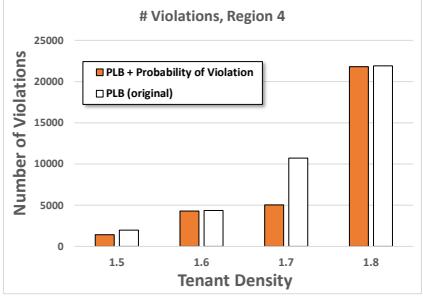 # Violations, Region 4
Number of Violations
25000
20000
15000
10000
5000
0
PLB + Probability of Violation
PLB (original)
1.5 1.6 1.7 1.8
Tenant Density